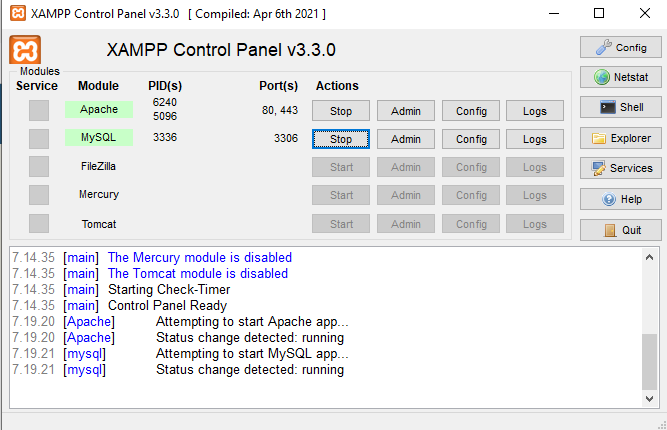 XAMPP Control Panel v3.3.0 [ Compiled: Apr 6th 2021 ]
XAMPP Control Panel v3.3.0
Config
Modules
Service Module PID(s) Port(s) Actions
Netstat
Apache 6240 5096 80, 443 Stop Admin Config Logs
Shell
MySQL 3336 3306 Stop Admin Config Logs
Explorer
FileZilla Start Admin Config Logs
Services
Mercury Start Admin Config Logs
Help
Tomcat Start Admin Config Logs
Quit
7.14.35 [main] The Mercury module is disabled
7.14.35 [main] The Tomcat module is disabled
7.14.35 [main] Starting Check-Timer
7.14.35 [main] Control Panel Ready
7.19.20 [Apache] Attempting to start Apache app...
7.19.20 [Apache] Status change detected: running
7.19.21 [mysql] Attempting to start MySQL app...
7.19.21 [mysql] Status change detected: running